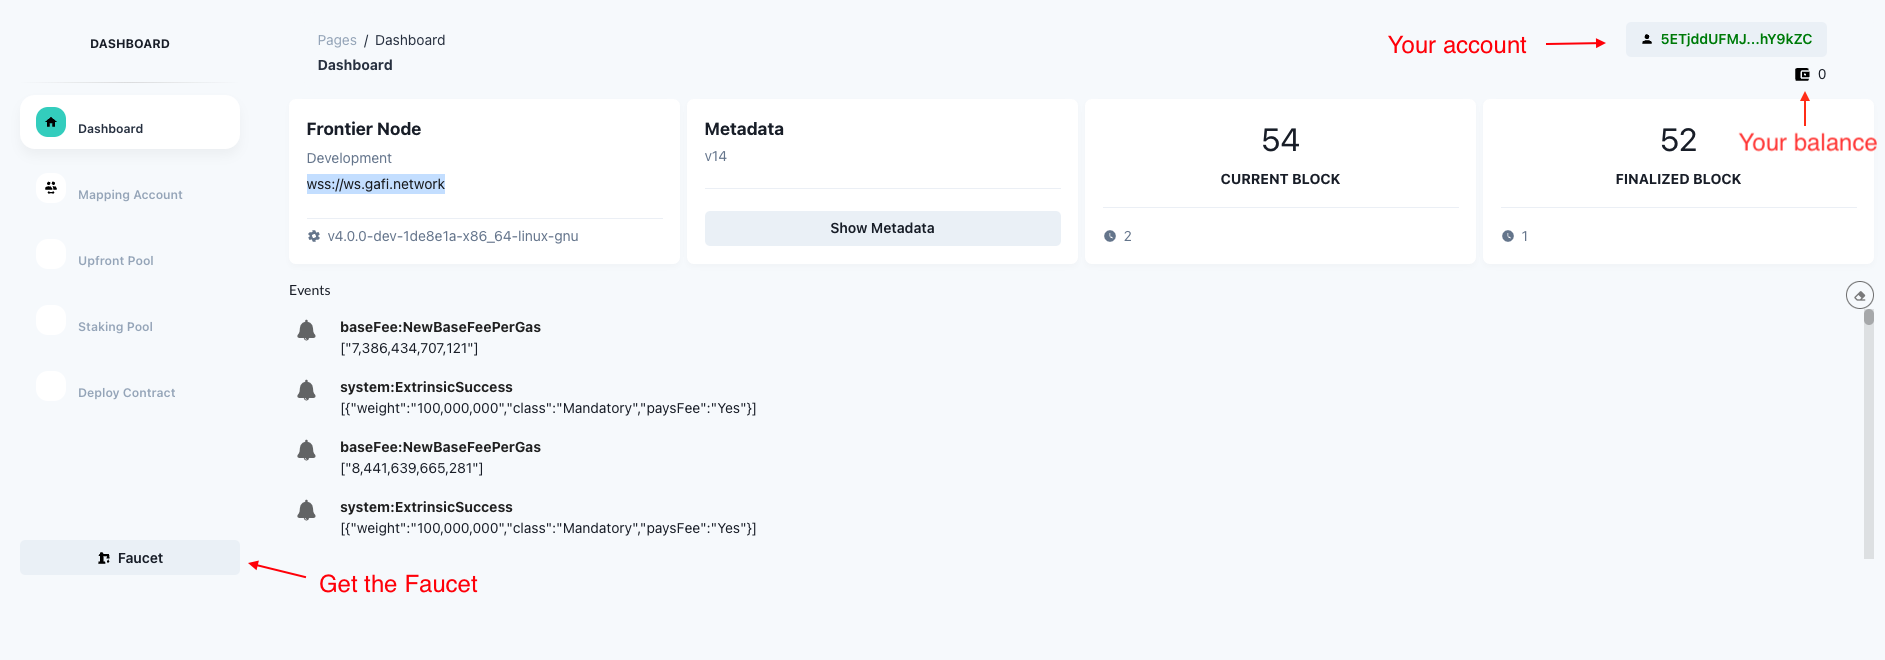 DASHBOARD
Dashboard
Mapping Account
Upfront Pool
Staking Pool
Deploy Contract
Faucet
Get the Faucet
Pages / Dashboard
Dashboard
Your account
5ETjddUFMJ...hY9kZC
0
Your balance
Frontier Node
Development
wss://ws.gafi.network
v4.0.0-dev-1de8e1a-x86_64-linux-gnu
Metadata
v14
Show Metadata
54
CURRENT BLOCK
2
52
FINALIZED BLOCK
1
Events
baseFee:NewBaseFeePerGas
["7,386,434,707,121"]
system:ExtrinsicSuccess
[{"weight":"100,000,000","class":"Mandatory","paysFee":"Yes"}]
baseFee:NewBaseFeePerGas
["8,441,639,665,281"]
system:ExtrinsicSuccess
[{"weight":"100,000,000","class":"Mandatory","paysFee":"Yes"}]